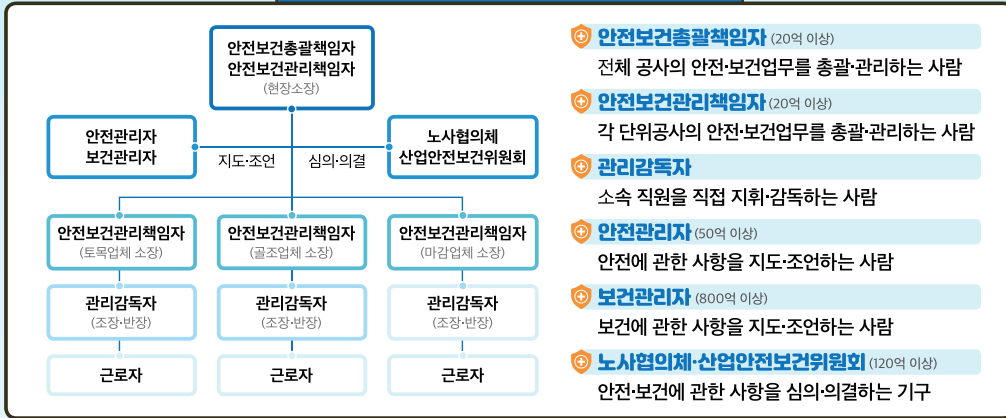 안전보건총괄책임자
안전보건관리책임자
(현장소장)
안전관리자
보건관리자
지도·조언
심의·의결
노사협의체
산업안전보건위원회
안전보건관리책임자
(토목업체 소장)
안전보건관리책임자
(골조업체 소장)
안전보건관리책임자
(마감업체 소장)
관리감독자
(조장·반장)
관리감독자
(조장·반장)
관리감독자
(조장·반장)
근로자
근로자
근로자
안전보건총괄책임자 (20억 이상)
전체 공사의 안전·보건업무를 총괄·관리하는 사람
안전보건관리책임자 (20억 이상)
각 단위공사의 안전·보건업무를 총괄·관리하는 사람
관리감독자
소속 직원을 직접 지휘·감독하는 사람
안전관리자 (50억 이상)
안전에 관한 사항을 지도·조언하는 사람
보건관리자 (800억 이상)
보건에 관한 사항을 지도·조언하는 사람
노사협의체·산업안전보건위원회 (120억 이상)
안전·보건에 관한 사항을 심의·의결하는 기구